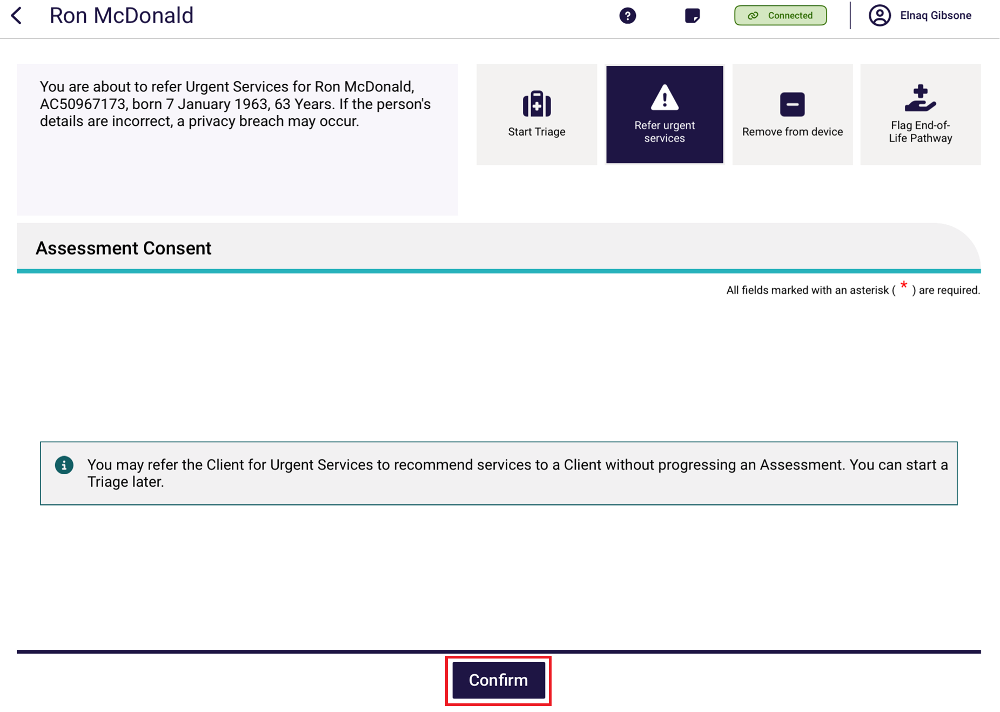 Ron McDonald
Connected
Elnaq Gibsone
You are about to refer Urgent Services for Ron McDonald,
AC50967173, born 7 January 1963, 63 Years. If the person's
details are incorrect, a privacy breach may occur.
Start Triage
Refer urgent
services
Remove from device
Flag End-of-
Life Pathway
Assessment Consent
All fields marked with an asterisk ( * ) are required.
You may refer the Client for Urgent Services to recommend services to a Client without progressing an Assessment. You can start a
Triage later.
Confirm